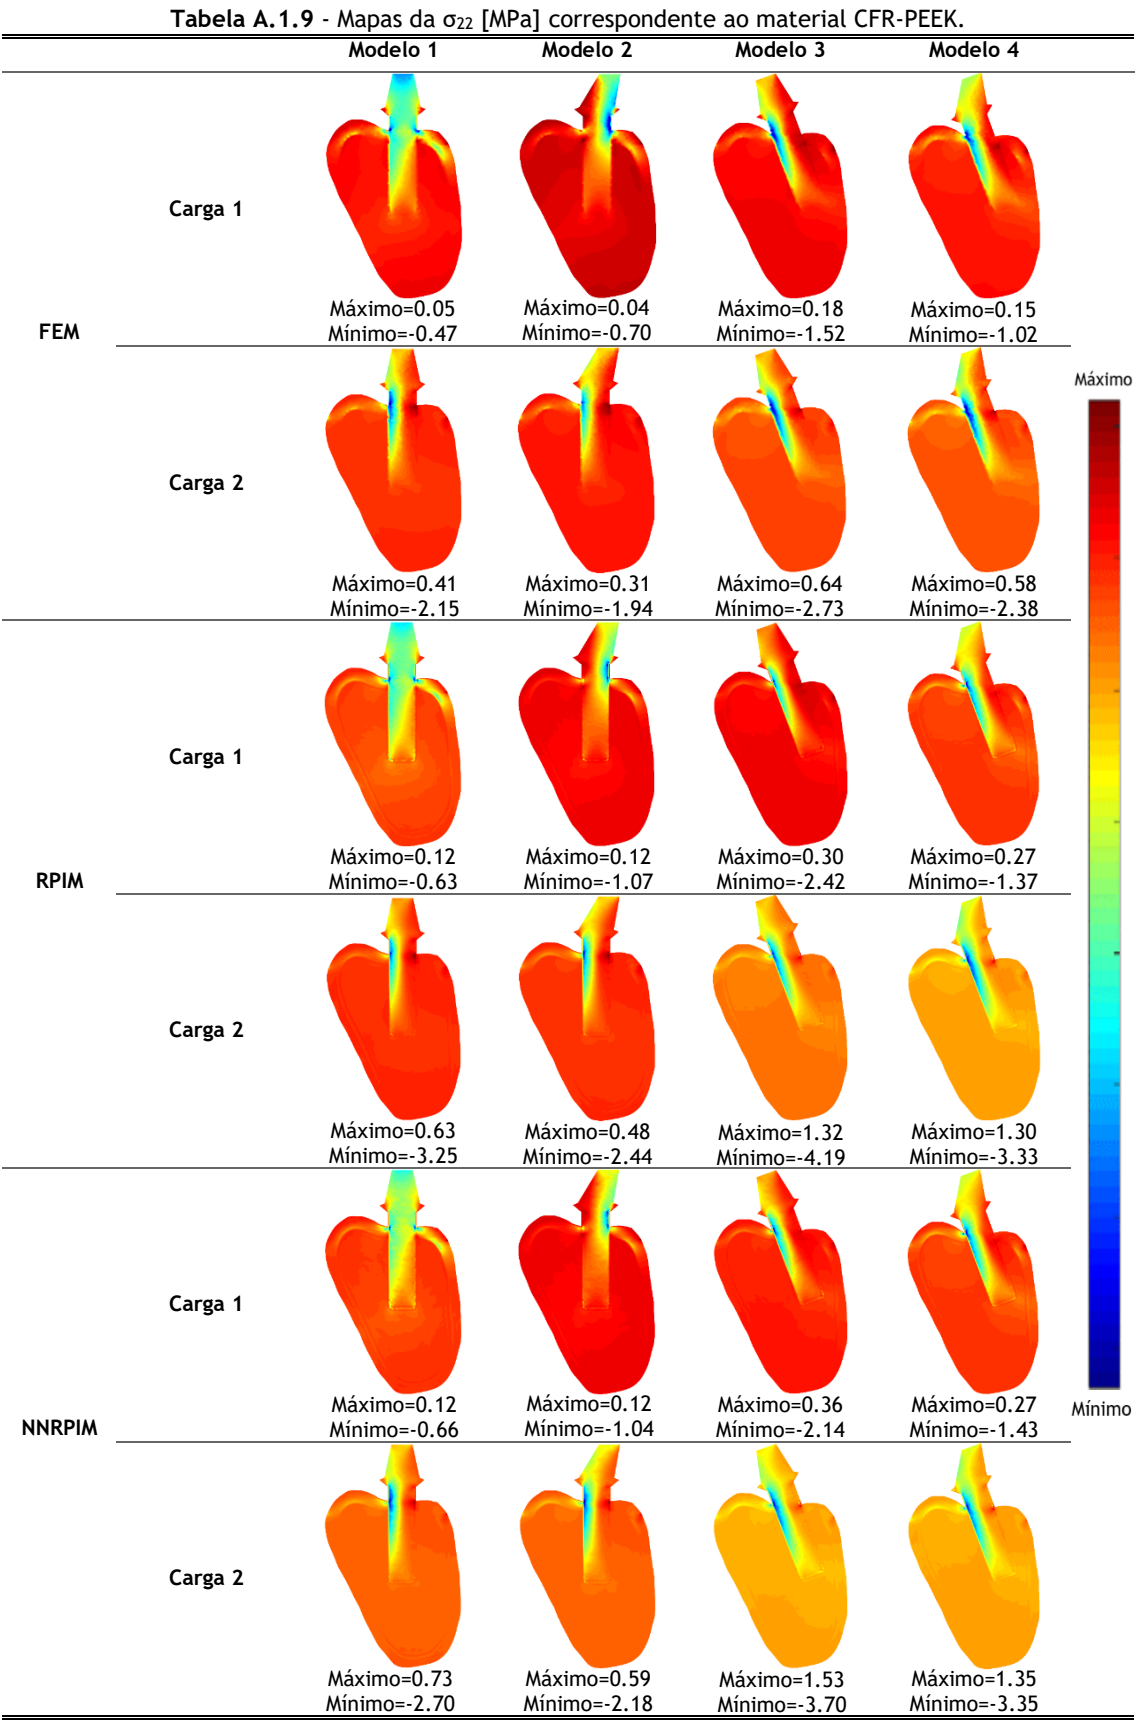 Tabela A.1.9 - Mapas da σ₂₂ [MPa] correspondente ao material CFR-PEEK.
Modelo 1 Modelo 2 Modelo 3 Modelo 4
Carga 1
Máximo=0.05 Máximo=0.04 Máximo=0.18 Máximo=0.15
FEM
Mínimo=-0.47 Mínimo=-0.70 Mínimo=-1.52 Mínimo=-1.02
Máximo
Carga 2
Máximo=0.41 Máximo=0.31 Máximo=0.64 Máximo=0.58
Mínimo=-2.15 Mínimo=-1.94 Mínimo=-2.73 Mínimo=-2.38
Carga 1
Máximo=0.12 Máximo=0.12 Máximo=0.30 Máximo=0.27
RPIM
Mínimo=-0.63 Mínimo=-1.07 Mínimo=-2.42 Mínimo=-1.37
Carga 2
Máximo=0.63 Máximo=0.48 Máximo=1.32 Máximo=1.30
Mínimo=-3.25 Mínimo=-2.44 Mínimo=-4.19 Mínimo=-3.33
Carga 1
Máximo=0.12 Máximo=0.12 Máximo=0.36 Máximo=0.27
Mínimo
NNRPIM
Mínimo=-0.66 Mínimo=-1.04 Mínimo=-2.14 Mínimo=-1.43
Carga 2
Máximo=0.73 Máximo=0.59 Máximo=1.53 Máximo=1.35
Mínimo=-2.70 Mínimo=-2.18 Mínimo=-3.70 Mínimo=-3.35